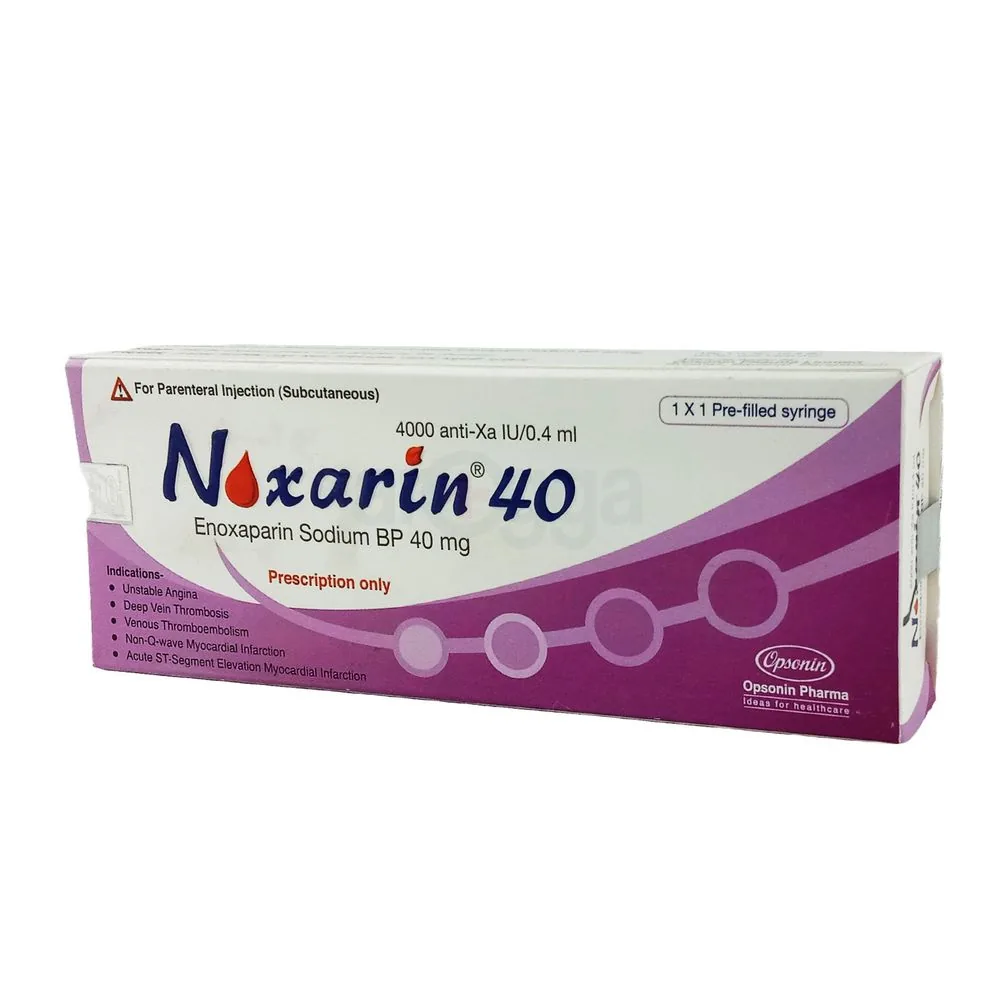 For Parenteral Injection (Subcutaneous)
1 X 1 Pre-filled syringe
4000 anti-Xa IU/0.4 ml
Noxarin® 40
Enoxaparin Sodium BP 40 mg
Prescription only
Indications-
• Unstable Angina
• Deep Vein Thrombosis
• Venous Thromboembolism
• Non-Q-wave Myocardial Infarction
• Acute ST-Segment Elevation Myocardial Infarction
Opsonin
Opsonin Pharma
Ideas for healthcare